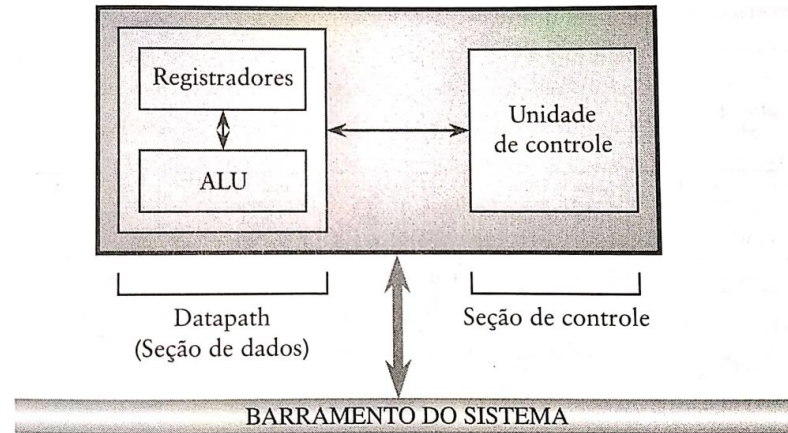 Registradores
ALU
Unidade
de controle
Datapath
(Seção de dados)
Seção de controle
BARRAMENTO DO SISTEMA